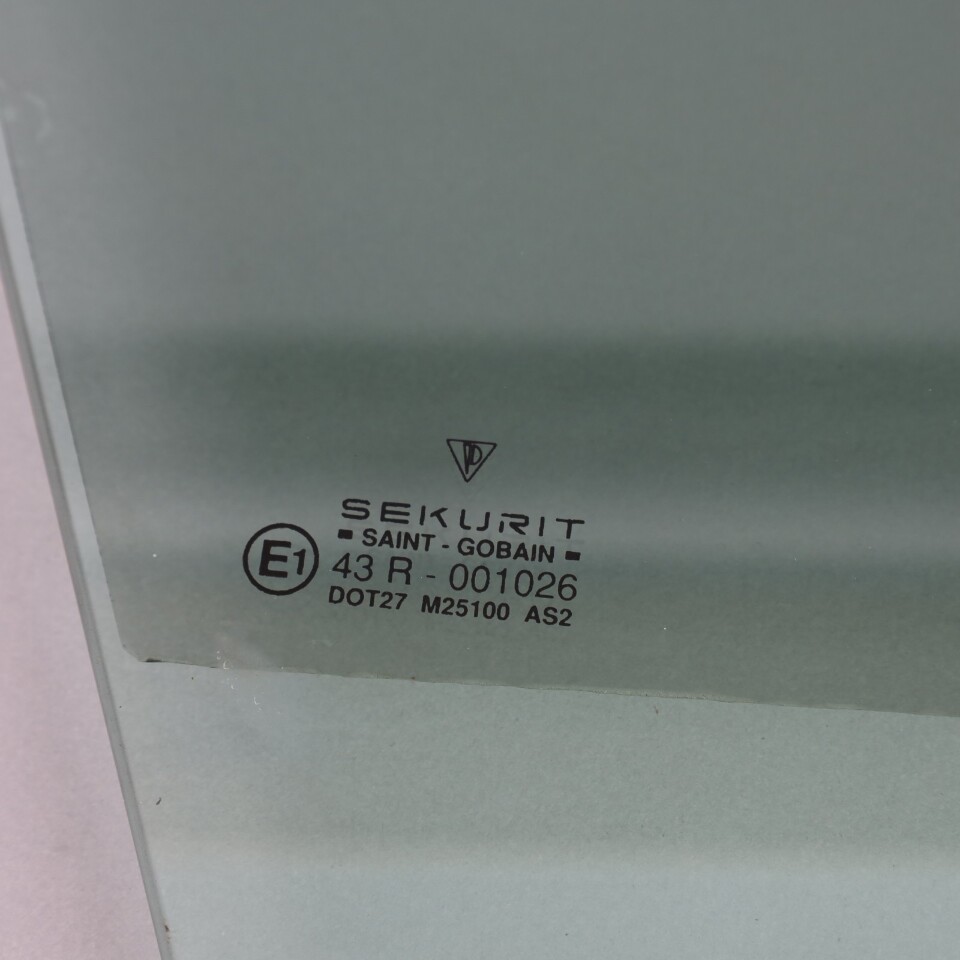 SEKURIT
SAINT - GOBAIN
E1
43 R - 001026
DOT27 M25100 AS2